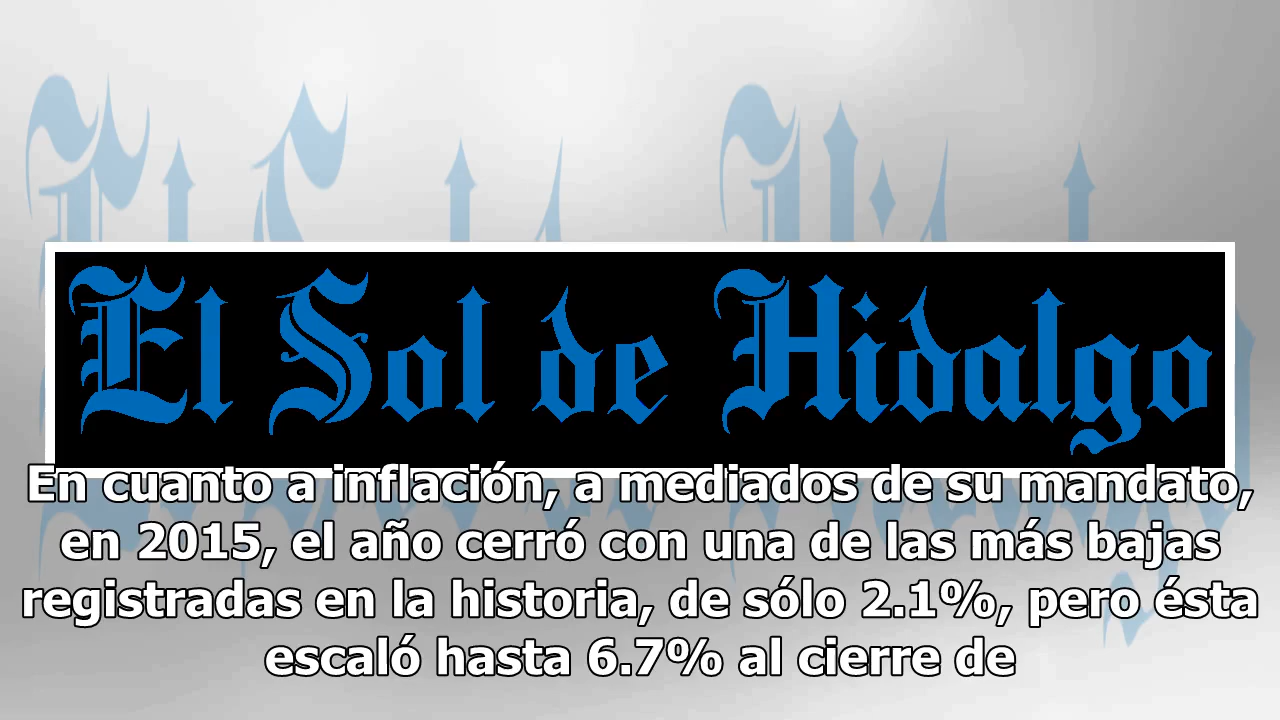 El Sol de Hidalgo
En cuanto a inflación, a mediados de su mandato,
en 2015, el año cerró con una de las más bajas
registradas en la historia, de sólo 2.1%, pero ésta
escaló hasta 6.7% al cierre de